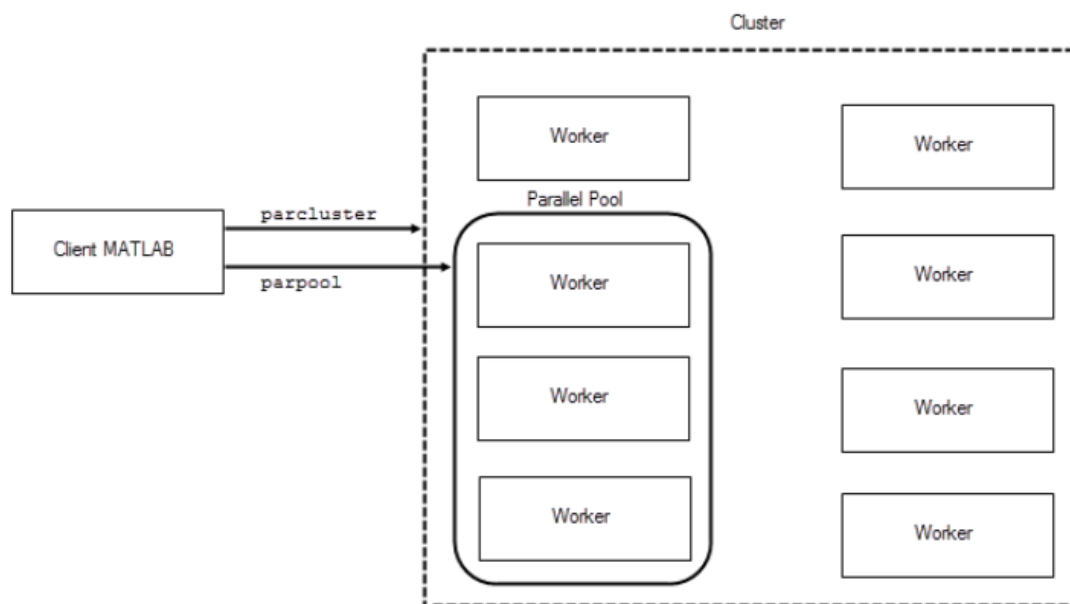 Cluster
Worker
Worker
Parallel Pool
parcluster
Client MATLAB
parpool
Worker
Worker
Worker
Worker
Worker
Worker